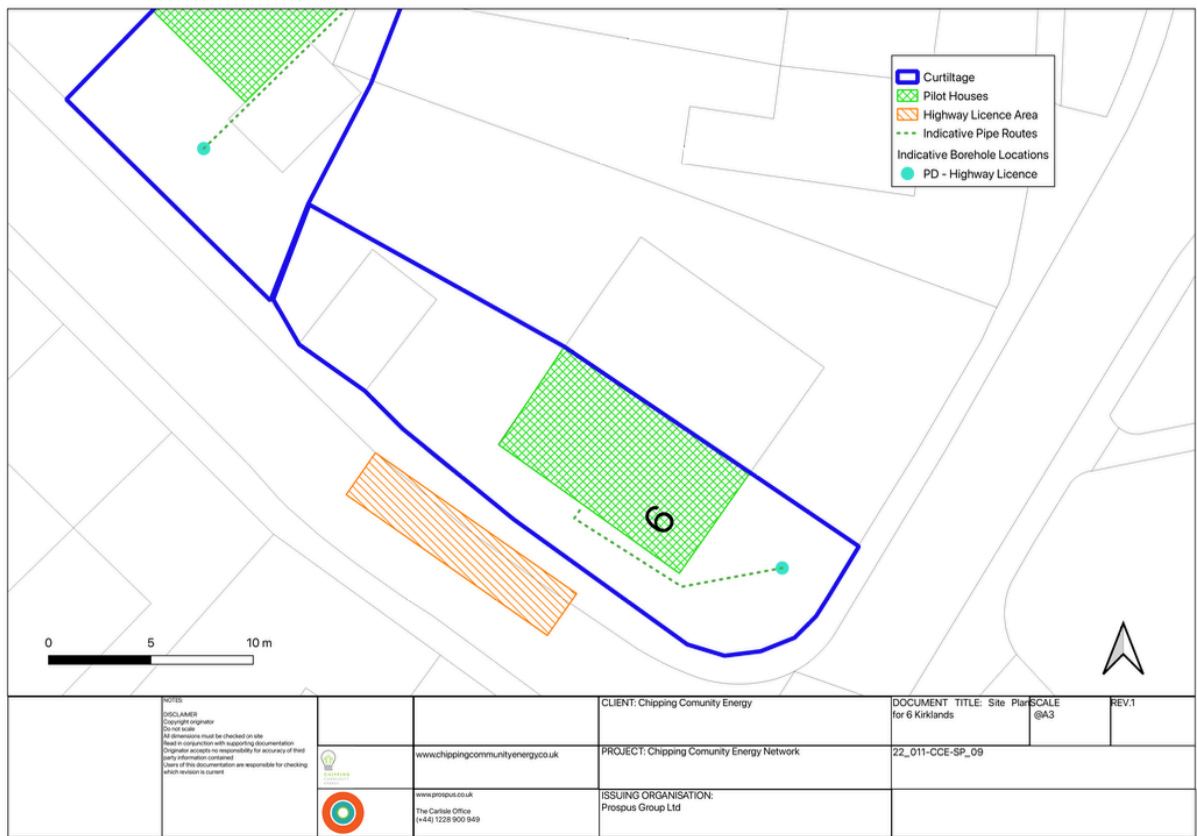 Curtiltage
Pilot Houses
Highway Licence Area
Indicative Pipe Routes
Indicative Borehole Locations
PD - Highway Licence
6
0 5 10 m
NOTES:
DISCLAIMER
Copyright originator
Do not scale
All dimensions must be checked on site
Read in conjunction with supporting documentation
Originator accepts no responsibility for accuracy of third
party information contained
Users of this documentation are responsible for checking
which revision is current
CHIPPING
COMMUNITY
ENERGY
www.chippingcommunityenergyco.uk
www.prospus.co.uk
The Carlisle Office
(+44) 1228 900 949
CLIENT: Chipping Comunity Energy
PROJECT: Chipping Comunity Energy Network
ISSUING ORGANISATION:
Prospus Group Ltd
DOCUMENT TITLE: Site Plan
for 6 Kirklands
SCALE
@A3
REV.1
22_011-CCE-SP_09